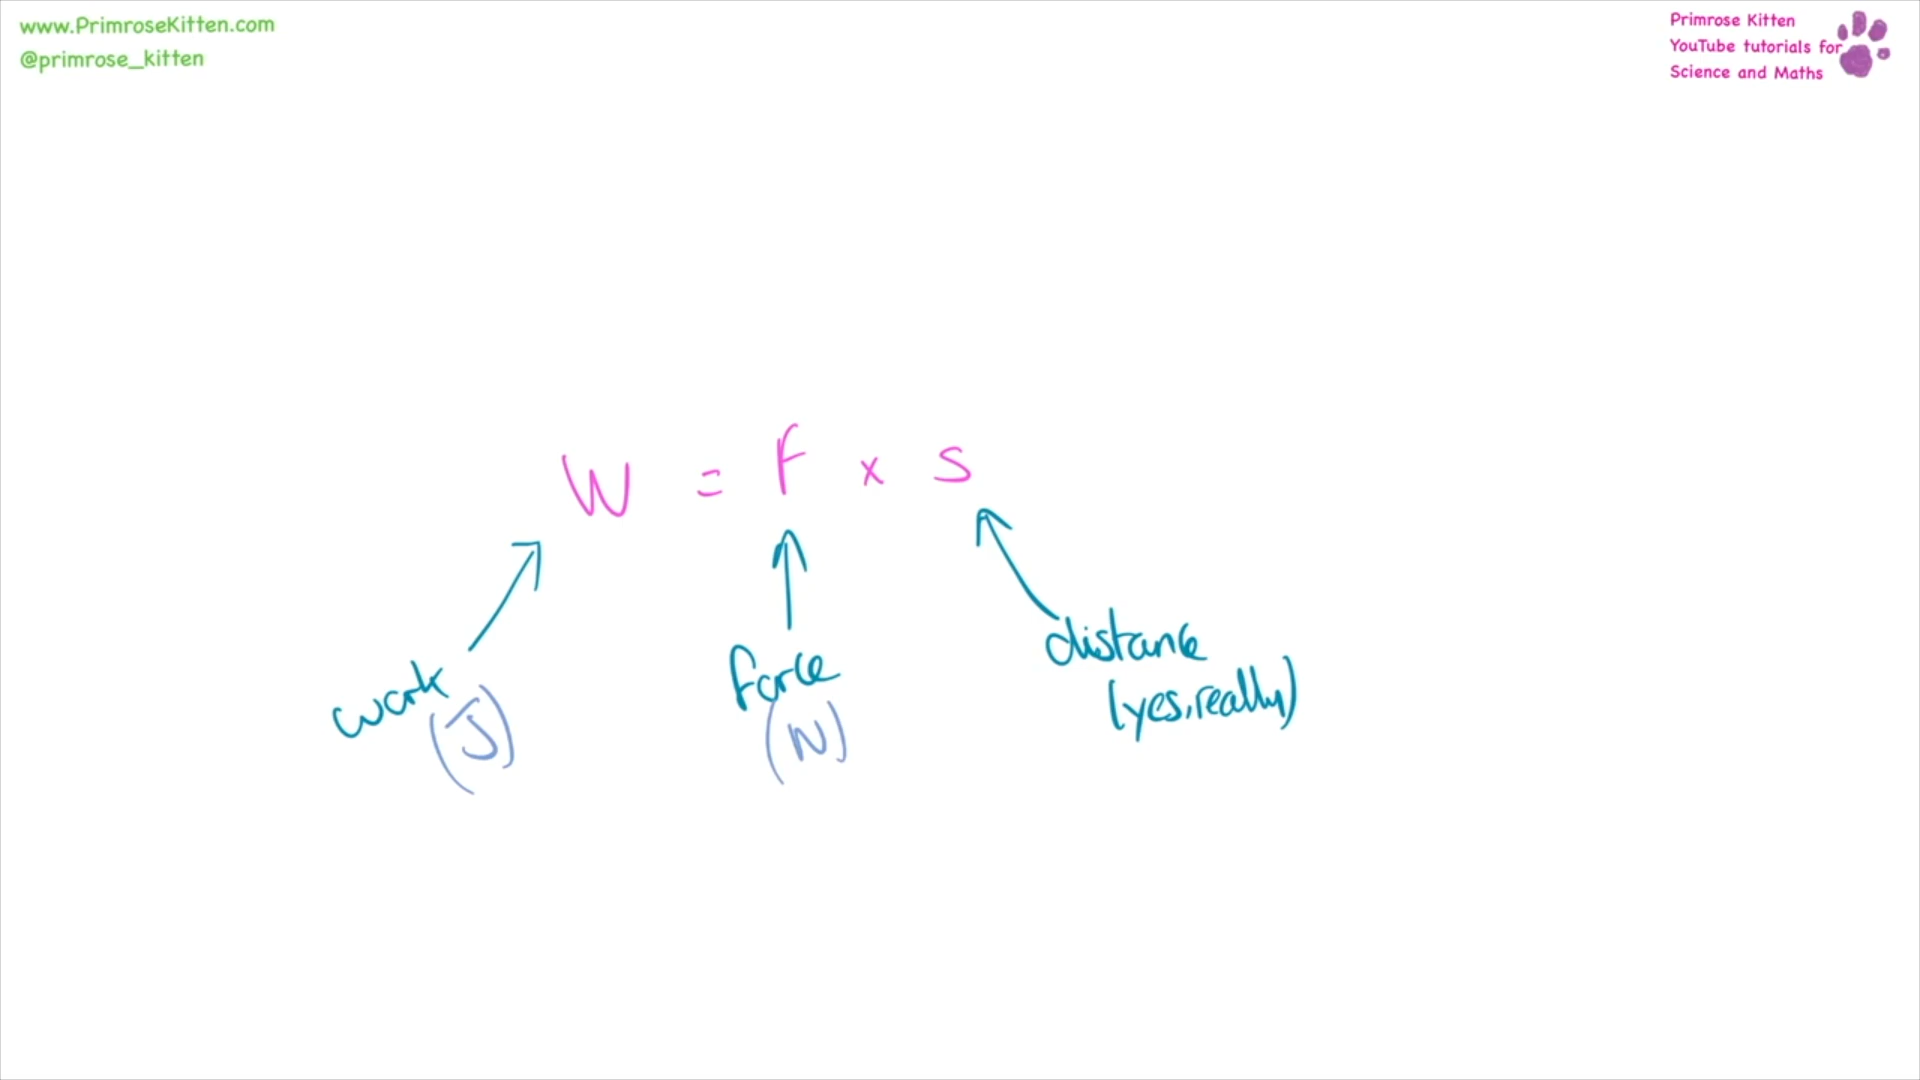 www.PrimroseKitten.com
@primrose_kitten
Primrose Kitten
YouTube tutorials for
Science and Maths
W = F x s
work
(J)
force
(N)
distance
(yes, really)